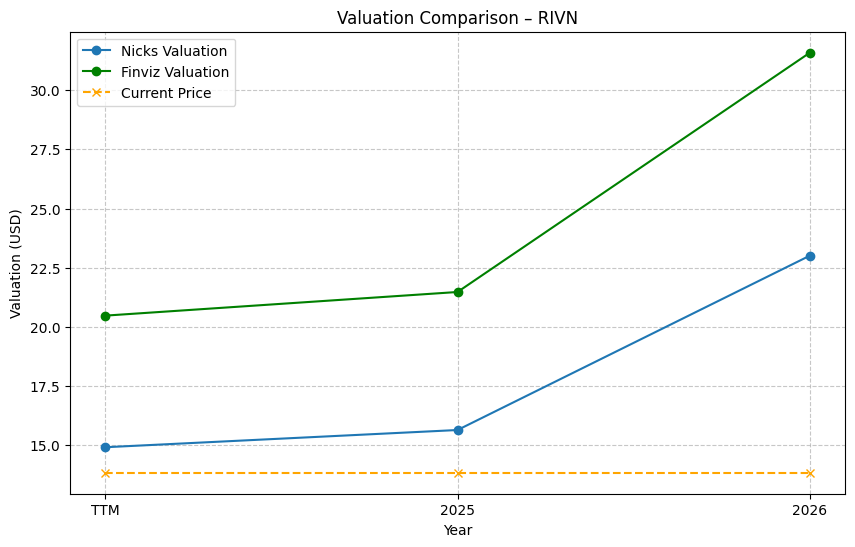 Valuation Comparison – RIVN
Nicks Valuation
Finviz Valuation
Current Price
Valuation (USD)
30.0
27.5
25.0
22.5
20.0
17.5
15.0
TTM
2025
2026
Year